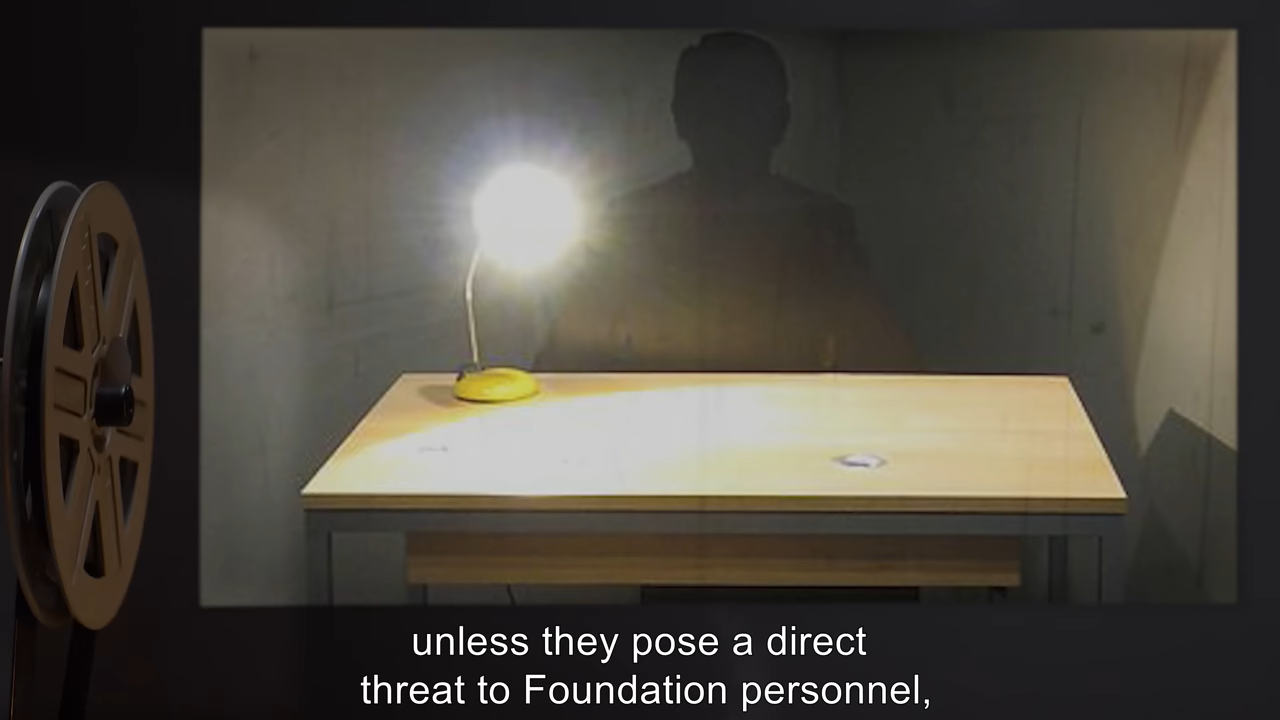 unless they pose a direct
threat to Foundation personnel,